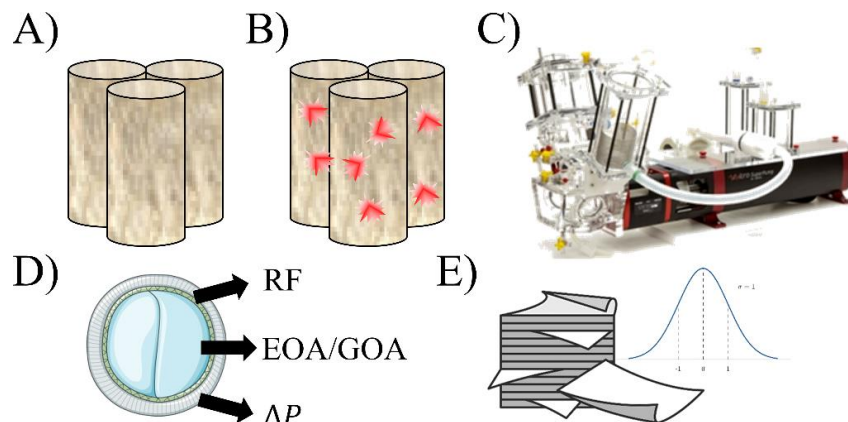 A)
B)
C)
D)
RF
EOA/GOA
ΔP
E)
σ = 1
-1
0
1